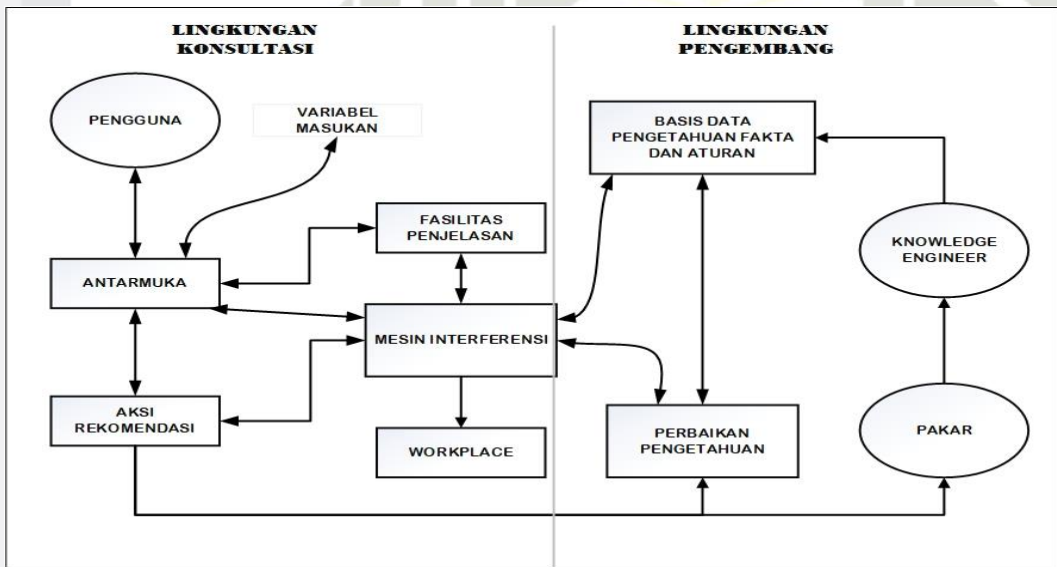 LINGKUNGAN
KONSULTASI
LINGKUNGAN
PENGEMBANG
PENGGUNA
VARIABEL
MASUKAN
BASIS DATA
PENGETAHUAN FAKTA
DAN ATURAN
FASILITAS
PENJELASAN
KNOWLEDGE
ENGINEER
ANTARMUKA
MESIN INTERFERENSI
AKSI
REKOMENDASI
WORKPLACE
PERBAIKAN
PENGETAHUAN
PAKAR